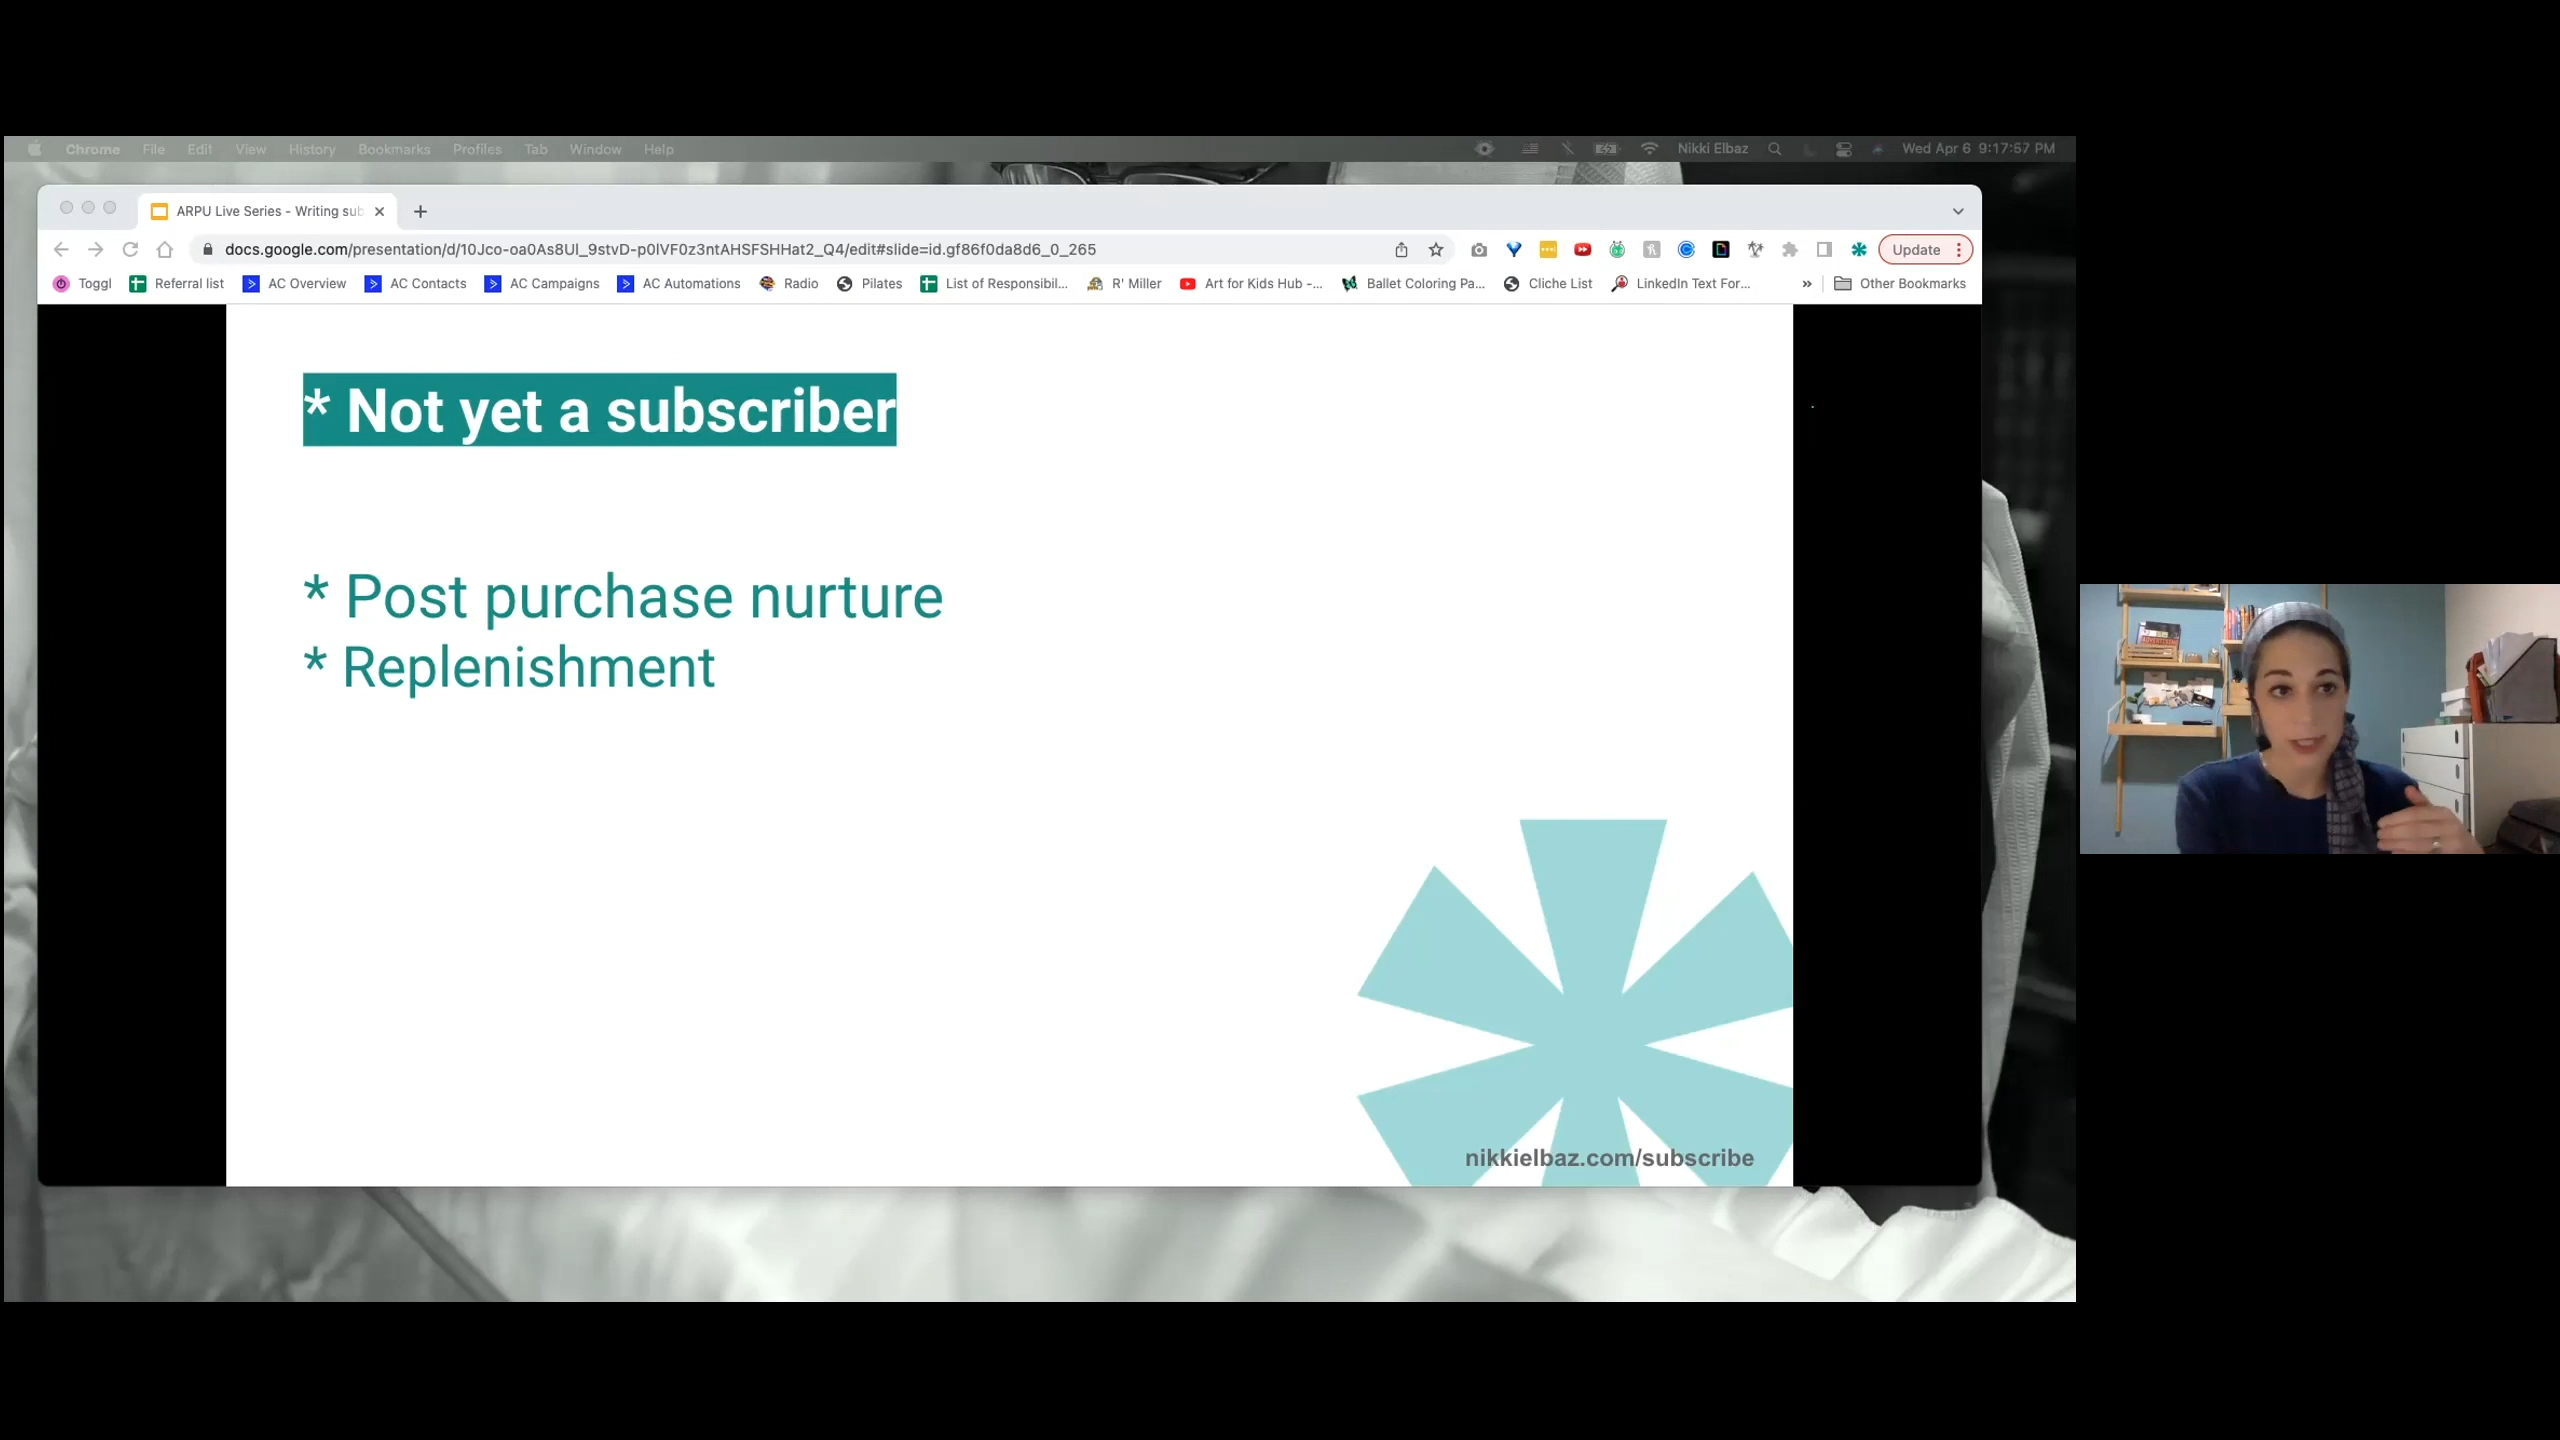 Chrome File Edit View History Bookmarks Profiles Tab Window Help Nikki Elbaz Wed Apr 6 9:17:57 PM
ARPU Live Series - Writing sub
docs.google.com/presentation/d/10Jco-oa0As8Ul_9stvD-p0lVF0z3ntAHSFSHHat2_Q4/edit#slide=id.gf86f0da8d6_0_265 Update
Toggl Referral list AC Overview AC Contacts AC Campaigns AC Automations Radio Pilates List of Responsibil... R' Miller Art for Kids Hub -... Ballet Coloring Pa... Cliche List LinkedIn Text For... » Other Bookmarks
* Not yet a subscriber
* Post purchase nurture
* Replenishment
nikkielbaz.com/subscribe